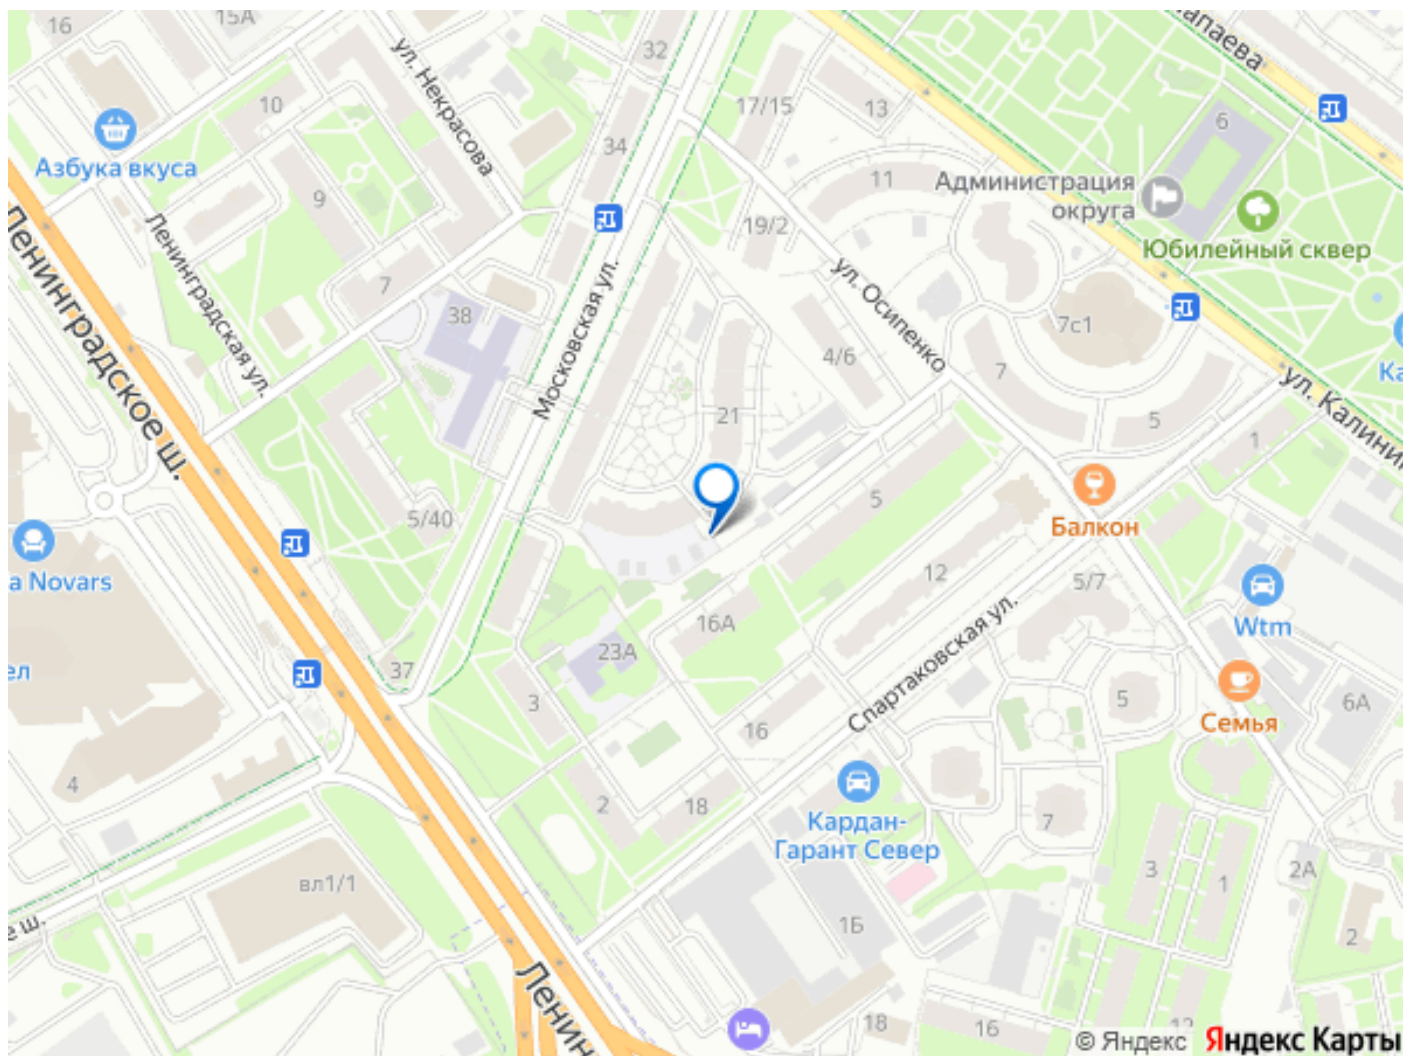 16
15А
32
ул. Некрасова
10
17/15
13
6
Азбука вкуса
34
11
Администрация
округа
9
19/2
Юбилейный сквер
Ленинградская ул.
ул. Осипенко
7
38
Московская ул.
7с1
4/6
Ленинградское ш.
7
ул. Калини
21
5
1
5
5/40
Балкон
a Novars
12
5/7
Wtm
16А
23А
Спартаковская ул.
ел
37
3
5
6А
Семья
16
4
2
18
Кардан-
Гарант Север
7
3
1
2А
вл1/1
е ш.
1Б
2
Ленин
18
16
12
© Яндекс
Яндекс Карты